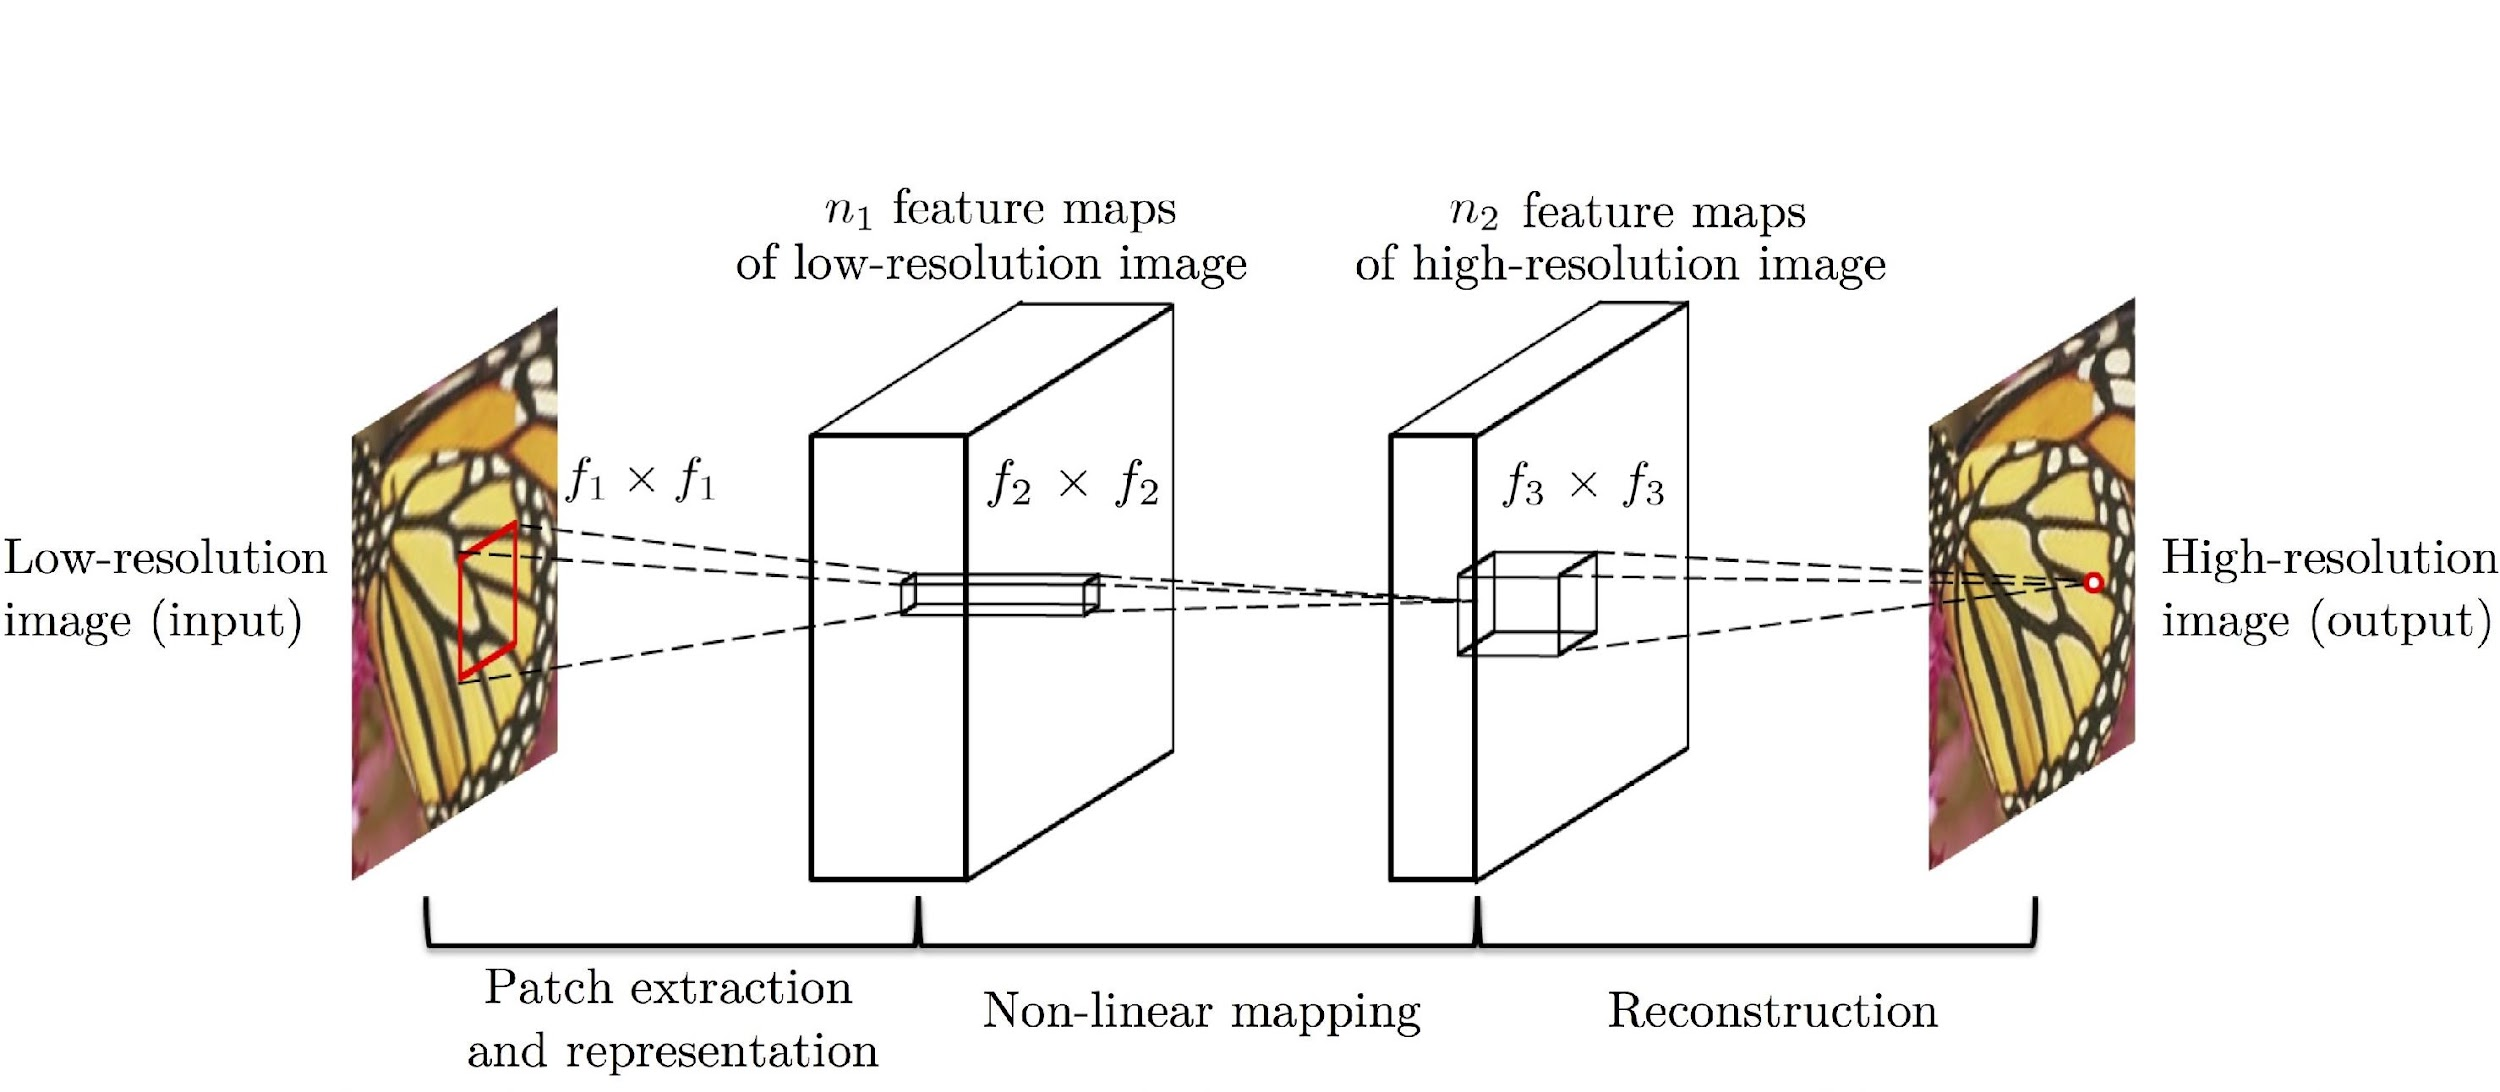 n₁ feature maps
of low-resolution image
n₂ feature maps
of high-resolution image
f₁ × f₁
f₂ × f₂
f₃ × f₃
Low-resolution
image (input)
High-resolution
image (output)
Patch extraction
and representation
Non-linear mapping
Reconstruction